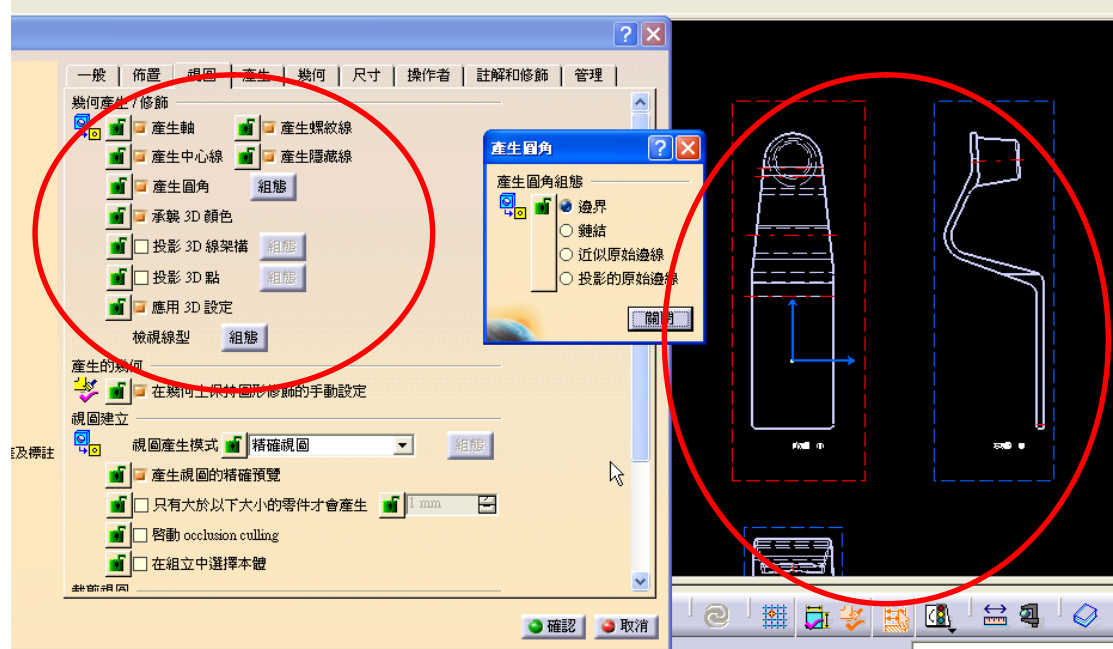 一般 佈置 視圖 產生 幾何 尺寸 操作者 註解和修飾 管理
幾何產生 / 修飾
產生軸 產生螺紋線
產生中心線 產生隱藏線
產生圓角 組態
承襲 3D 顏色
投影 3D 線架構 組態
投影 3D 點 組態
應用 3D 設定
檢視線型 組態
產生的幾何
在幾何上保持圖形修飾的手動設定
視圖建立
視圖產生模式 精確視圖 組態
產生視圖的精確預覽
只有大於以下大小的零件才會產生 1 mm
啟動 occlusion culling
在組立中選擇本體
裁剪視圖
確認 取消
產生圓角
產生圓角組態
邊界
鏈結
近似原始邊線
投影的原始邊線
關閉
及標註